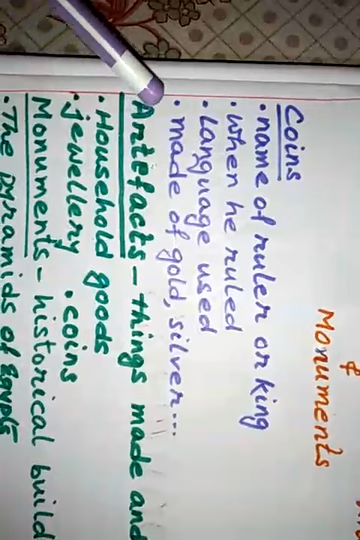 &
Monuments
Coins
• name of ruler or king
• when he ruled
• Language used
• made of gold, silver...
Artefacts - things made and
• Household goods
• jewellery • coins
Monuments - historical build
• The pyramids of Egypt